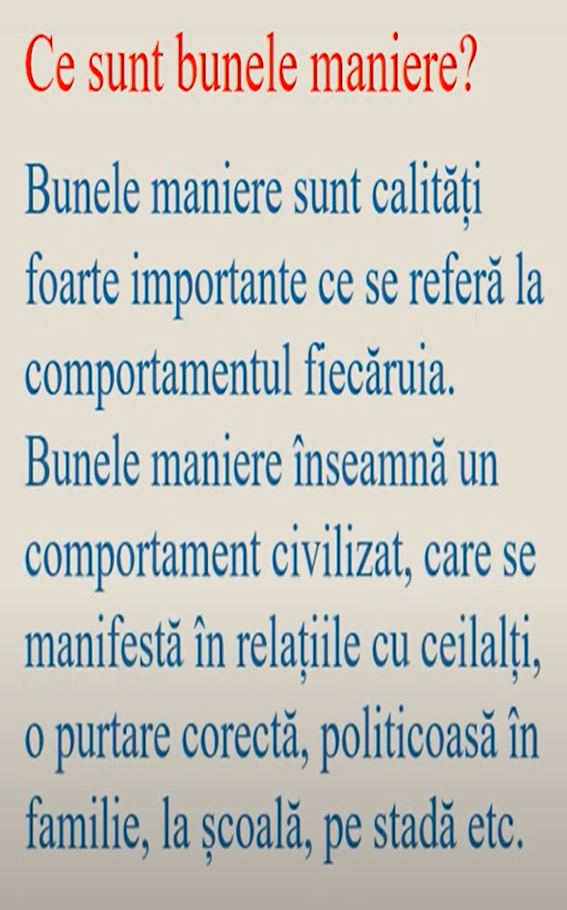 Ce sunt bunele maniere?
Bunele maniere sunt calități
foarte importante ce se referă la
comportamentul fiecăruia.
Bunele maniere înseamnă un
comportament civilizat, care se
manifestă în relațiile cu ceilalți,
o purtare corectă, politicoasă în
familie, la școală, pe stadă etc.